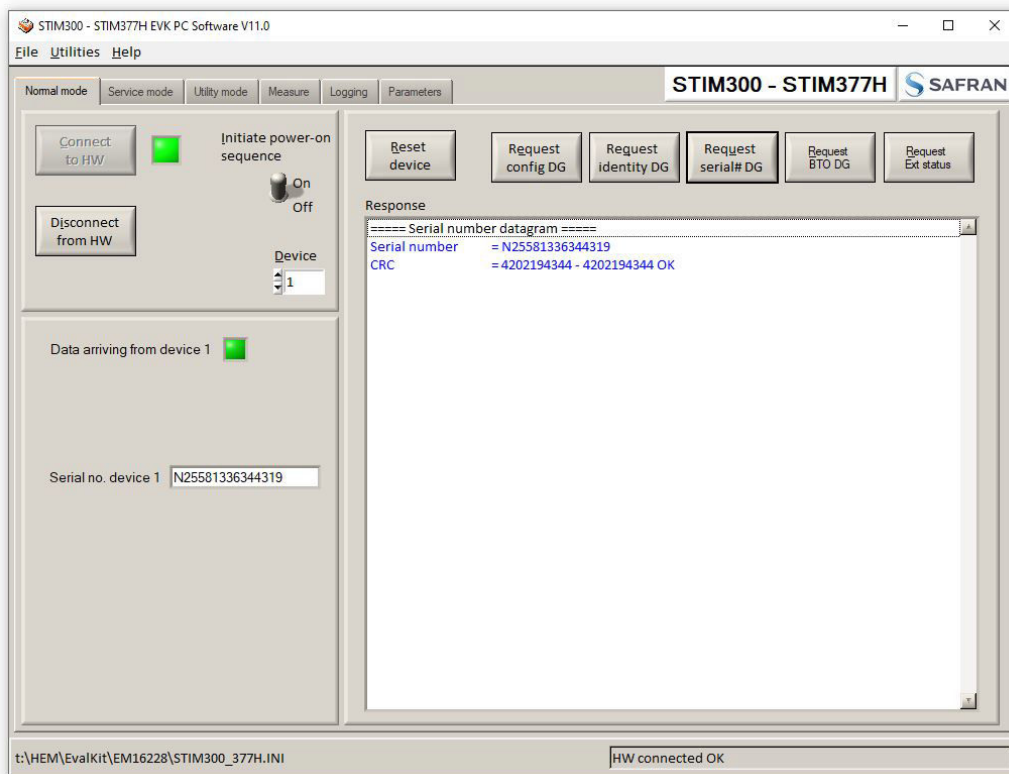 STIM300 - STIM377H EVK PC Software V11.0
File Utilities Help
Normal mode Service mode Utility mode Measure Logging Parameters
STIM300 - STIM377H SAFRAN
Connect
to HW
Initiate power-on
sequence
On
Off
Disconnect
from HW
Device
1
Reset
device
Request
config DG
Request
identity DG
Request
serial# DG
Request
BTO DG
Request
Ext status
Response
===== Serial number datagram =====
Serial number = N25581336344319
CRC = 4202194344 - 4202194344 OK
Data arriving from device 1
Serial no. device 1 N25581336344319
t:\HEM\EvalKit\EM16228\STIM300_377H.INI
HW connected OK